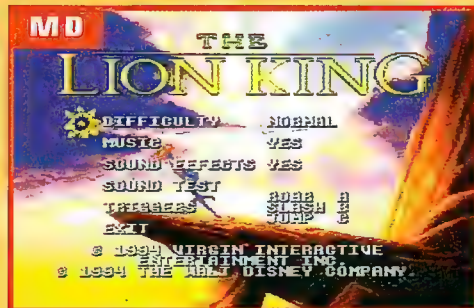 MD
THE
LION KING
DIFFICULTY NORMAL
MUSIC YES
SOUND EFFECTS YES
SOUND TEST
ROAR A
TRIGGERS SLASH B
JUMP C
EXIT
© 1994 VIRGIN INTERACTIVE
ENTERTAINMENT INC.
© 1994 THE WALT DISNEY COMPANY